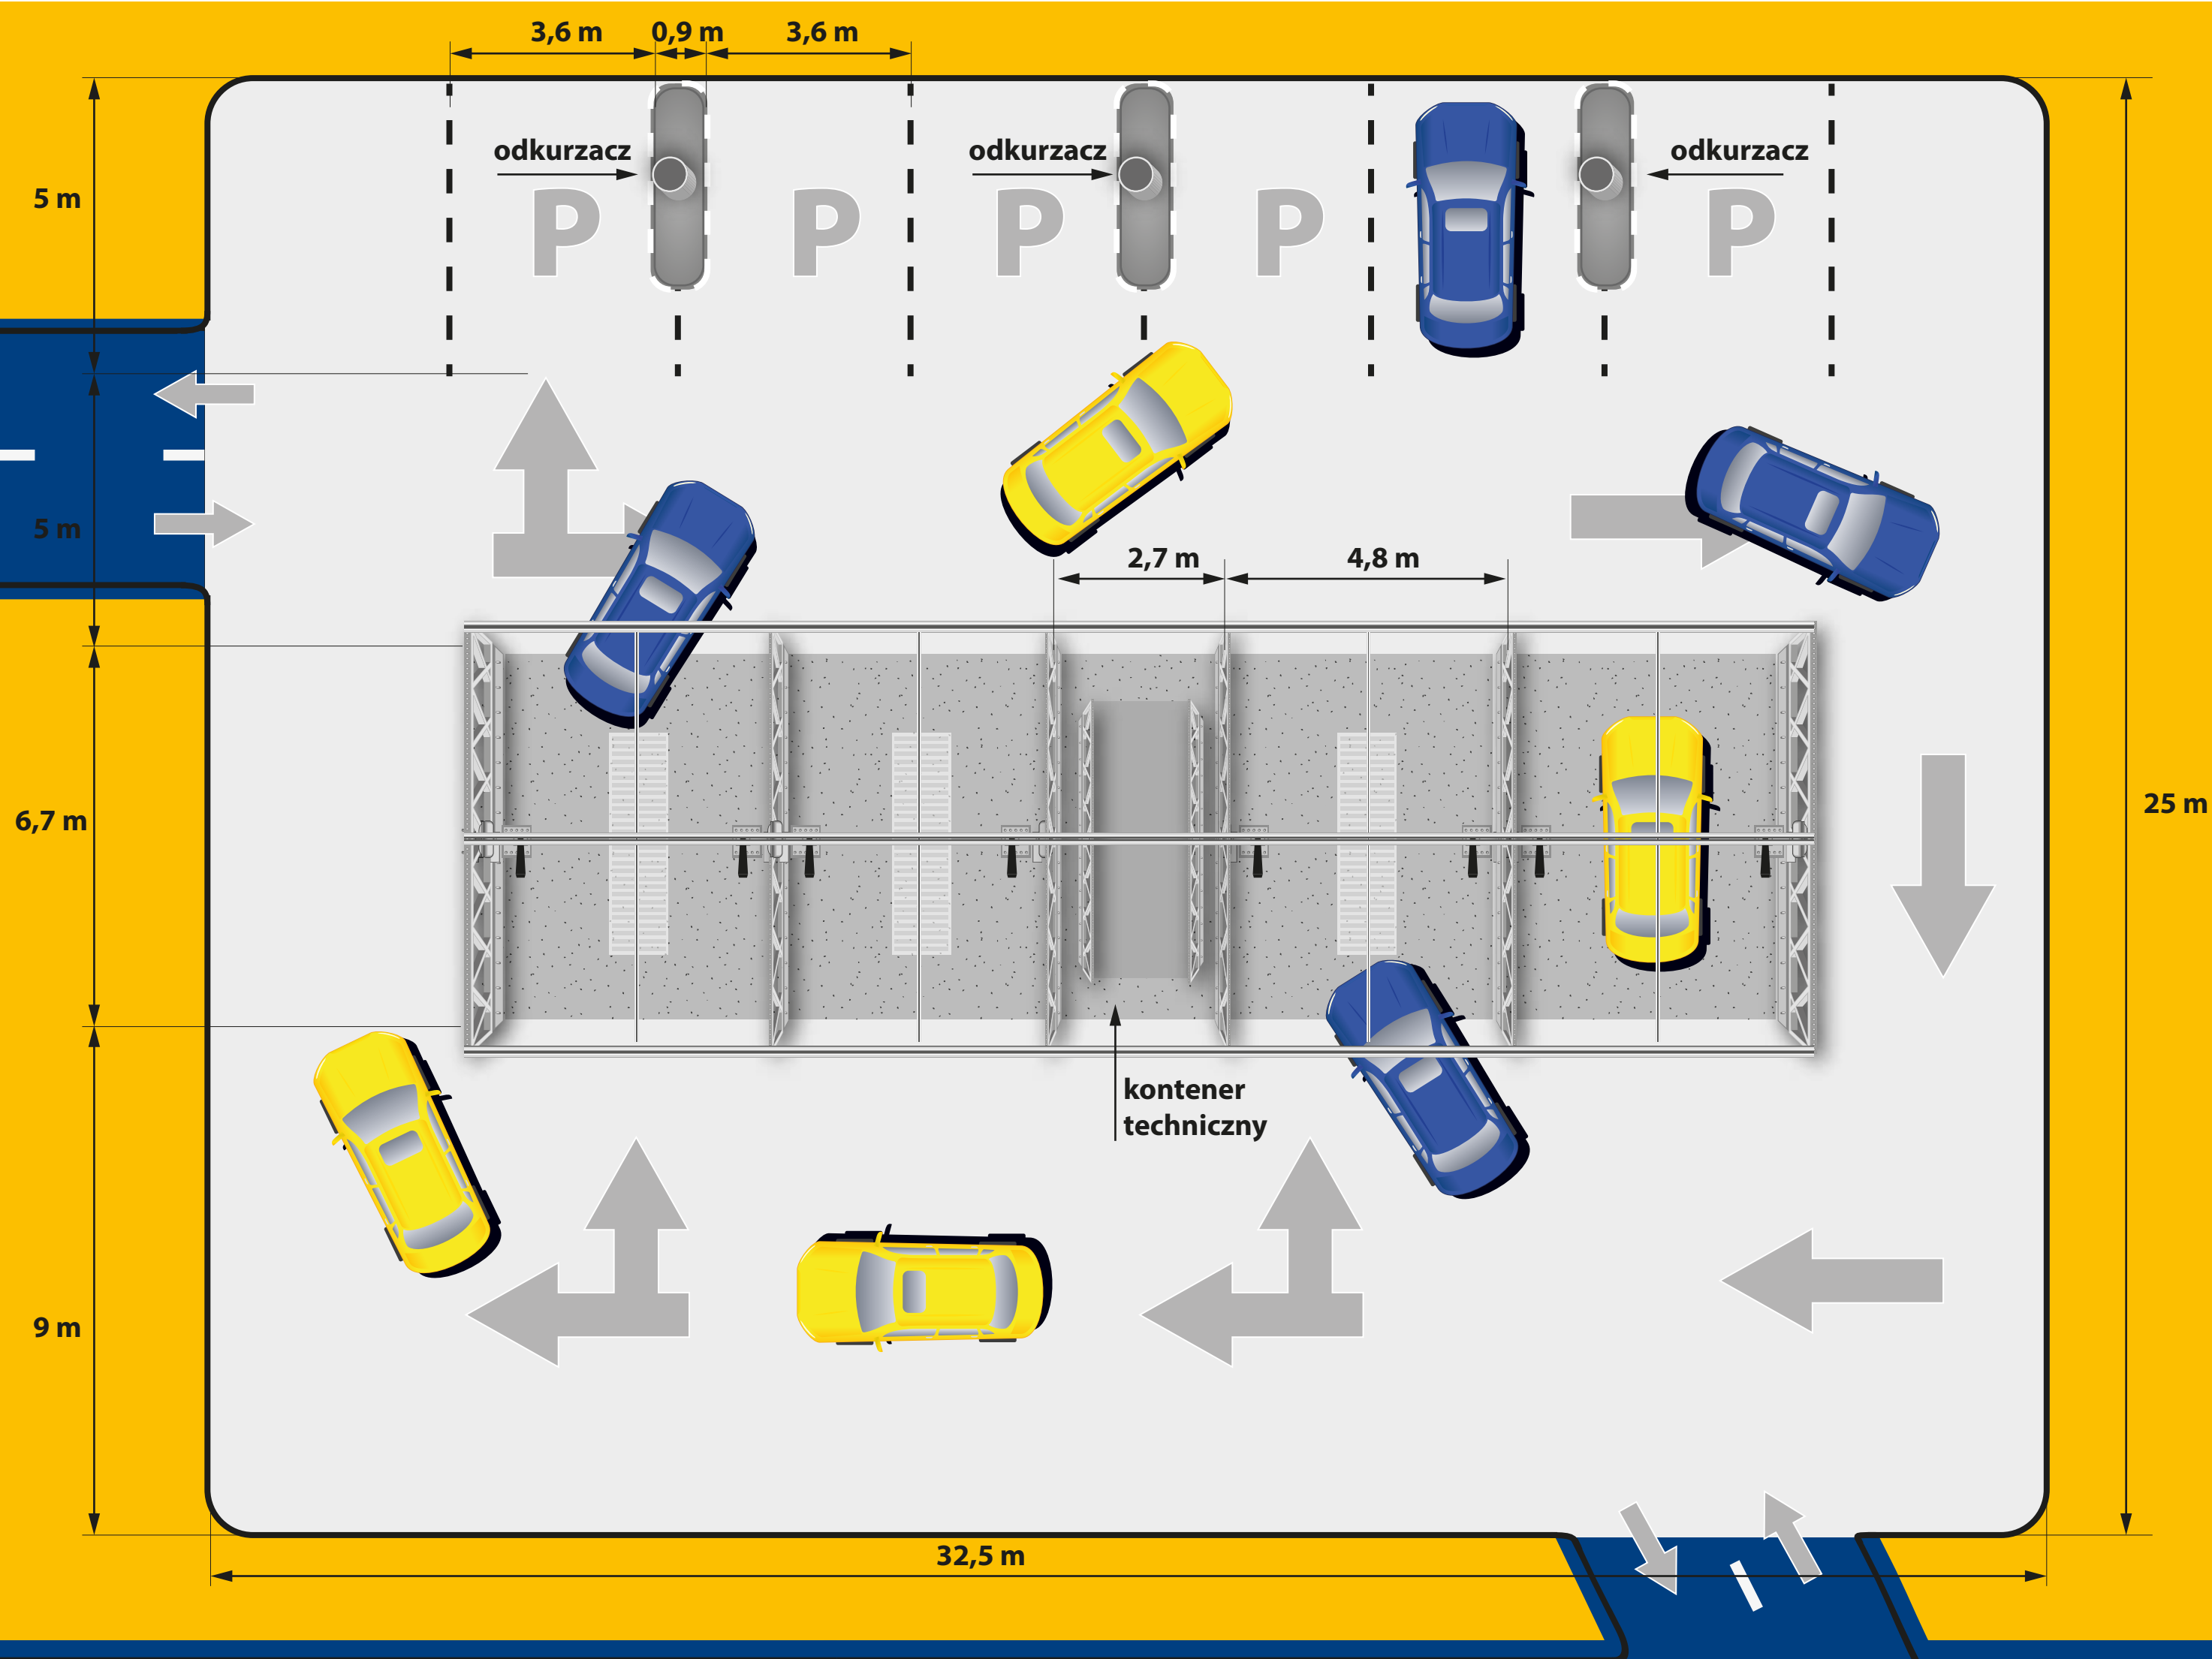 3,6 m
0,9 m
3,6 m
odkurzacz
odkurzacz
odkurzacz
P
P
P
P
P
5 m
5 m
2,7 m
4,8 m
6,7 m
25 m
kontener
techniczny
9 m
32,5 m